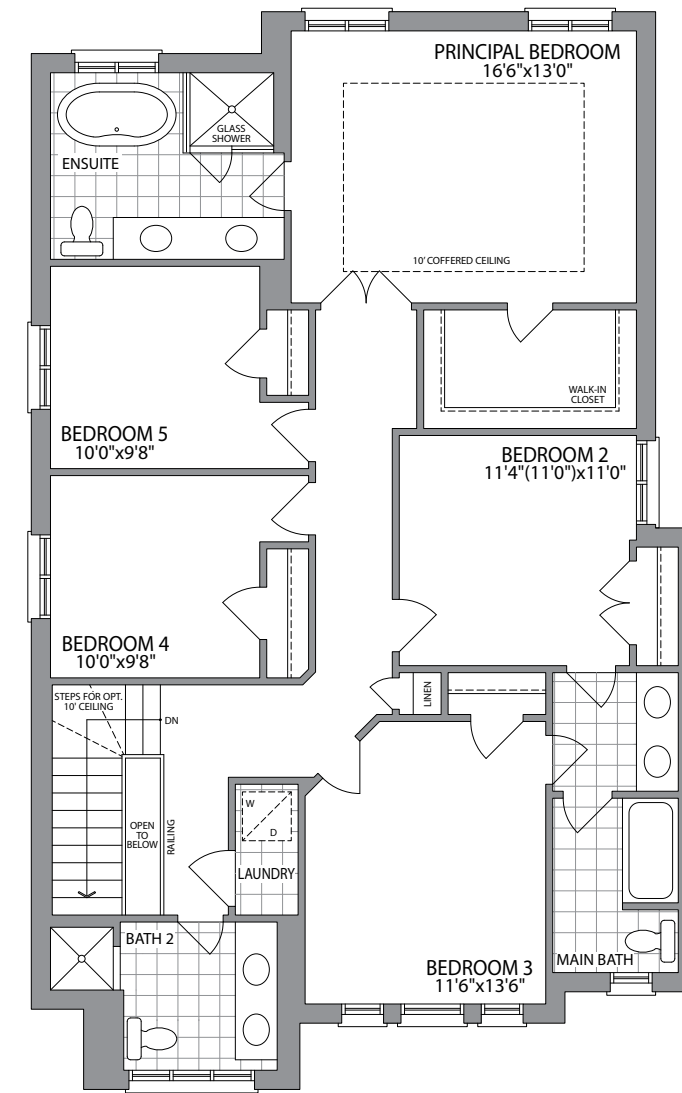 PRINCIPAL BEDROOM
16'6"x13'0"
GLASS
SHOWER
ENSUITE
10' COFFERED CEILING
WALK-IN
CLOSET
BEDROOM 5
10'0"x9'8"
BEDROOM 2
11'4"(11'0")x11'0"
BEDROOM 4
10'0"x9'8"
STEPS FOR OPT.
10' CEILING
DN
LINEN
OPEN
TO
BELOW
RAILING
W
D
LAUNDRY
BATH 2
BEDROOM 3
11'6"x13'6"
MAIN BATH